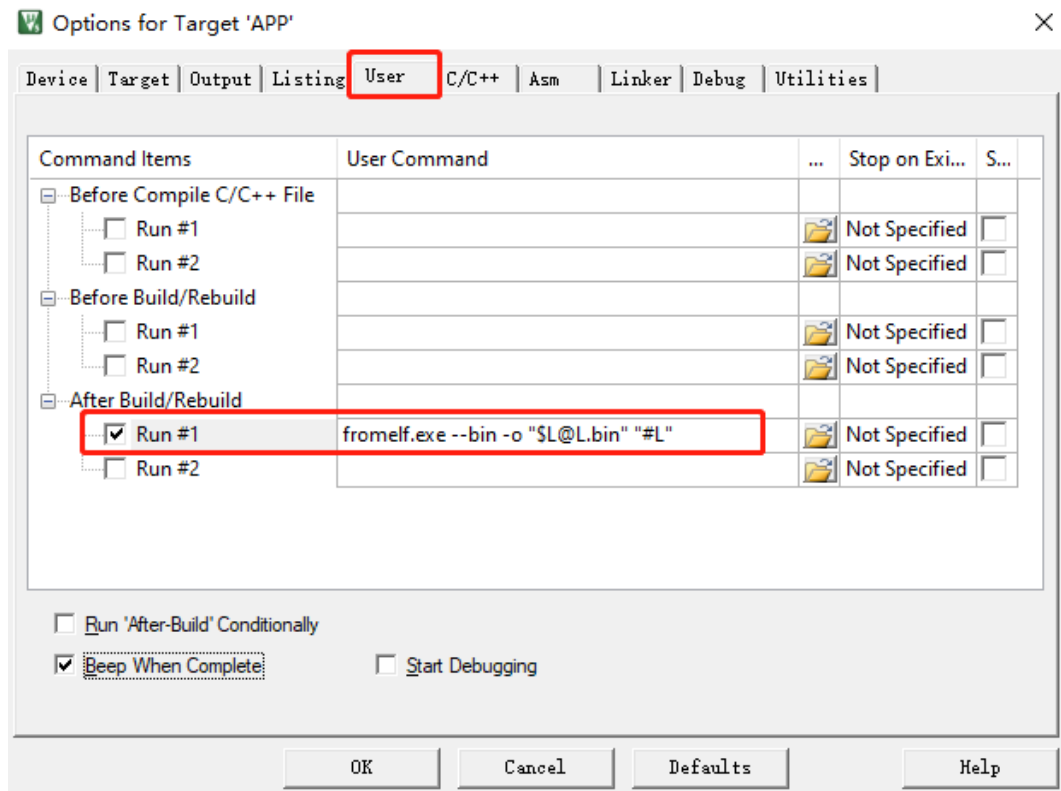 Options for Target 'APP'
Device Target Output Listing User C/C++ Asm Linker Debug Utilities
Command Items User Command ... Stop on Exi... S...
Before Compile C/C++ File
Run #1 Not Specified
Run #2 Not Specified
Before Build/Rebuild
Run #1 Not Specified
Run #2 Not Specified
After Build/Rebuild
Run #1 fromelf.exe --bin -o "$L@L.bin" "#L" Not Specified
Run #2 Not Specified
Run 'After-Build' Conditionally
Beep When Complete Start Debugging
OK Cancel Defaults Help